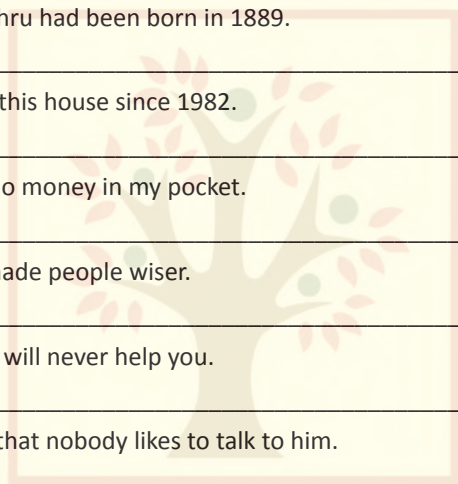 hru had been born in 1889.
this house since 1982.
o money in my pocket.
ade people wiser.
will never help you.
that nobody likes to talk to him.